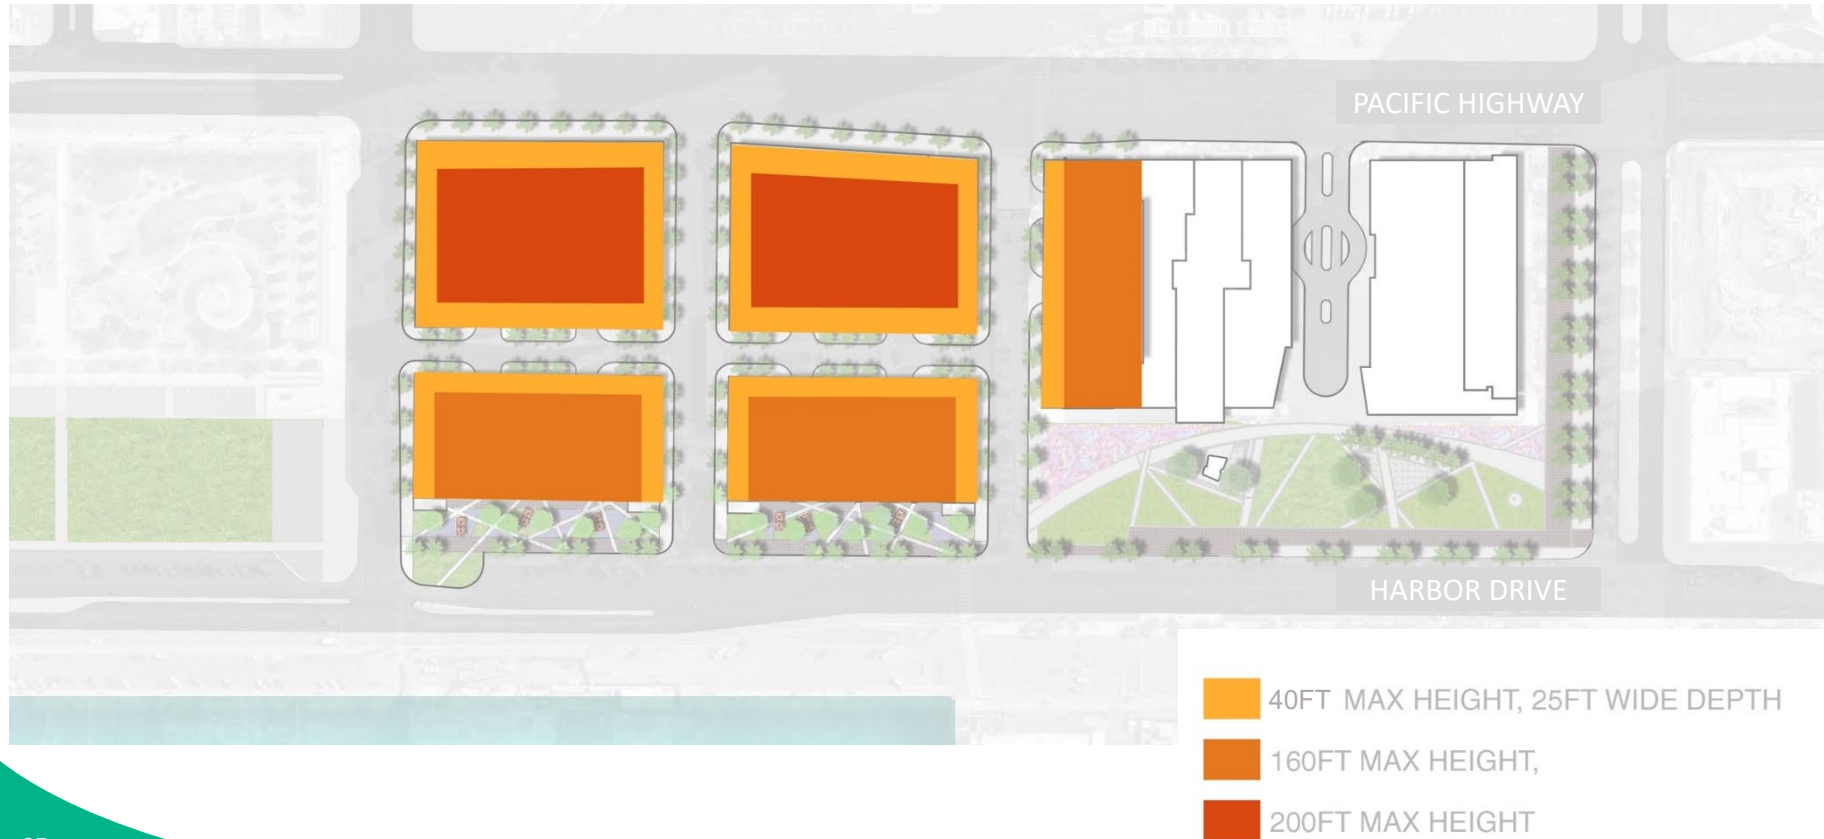 PACIFIC HIGHWAY
HARBOR DRIVE
40FT MAX HEIGHT, 25FT WIDE DEPTH
160FT MAX HEIGHT,
200FT MAX HEIGHT